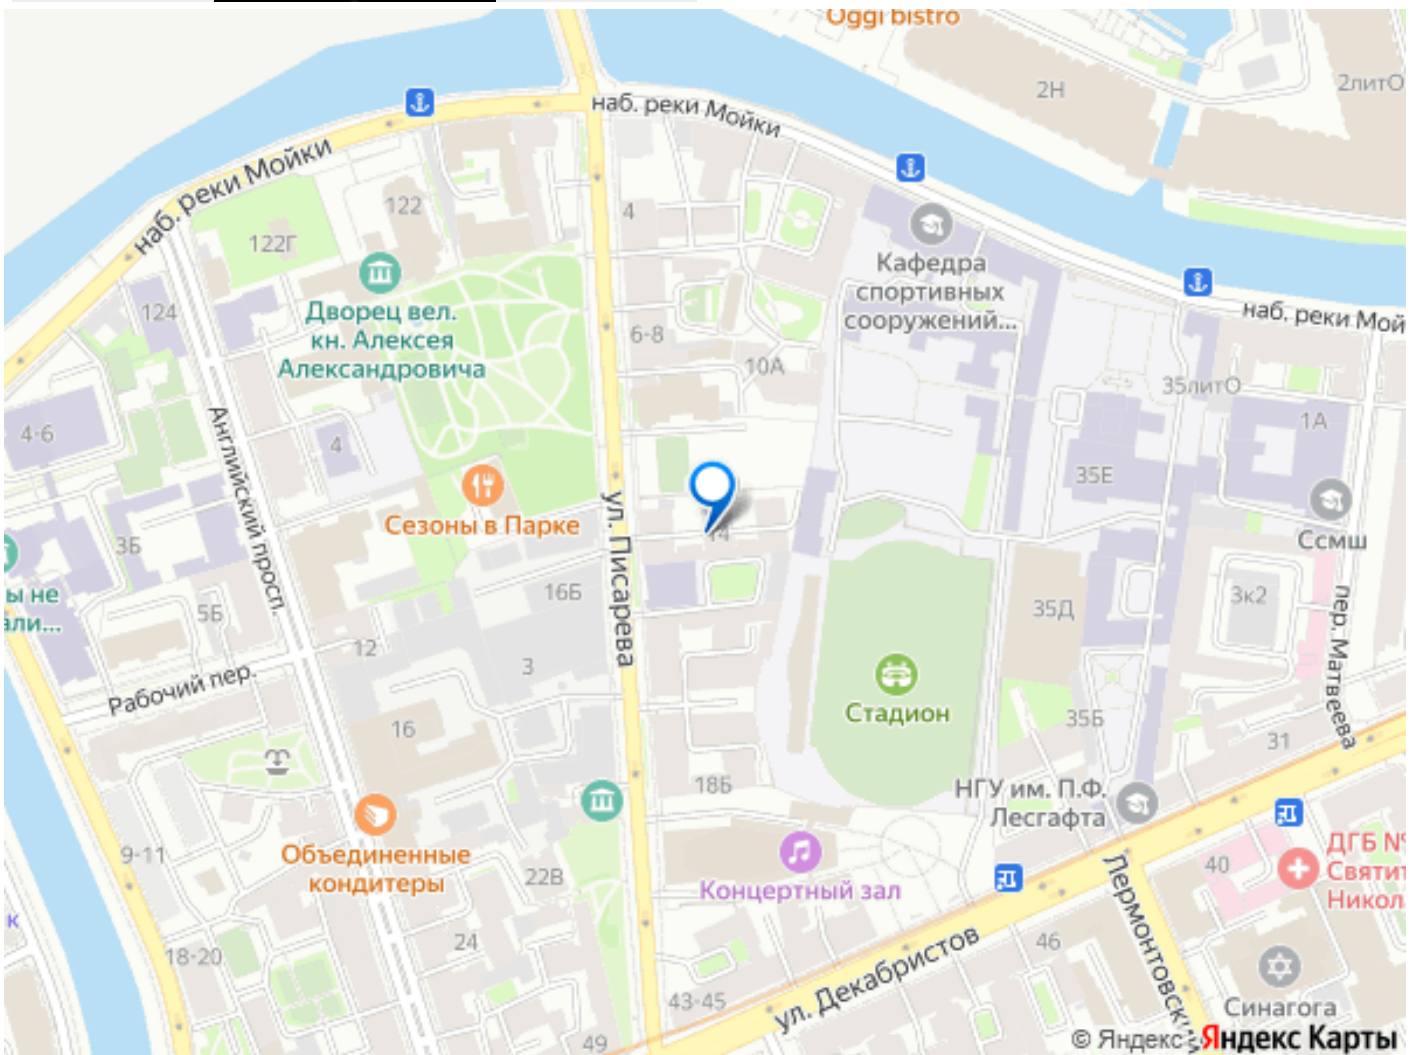 Oggi bistro
2Н
2литО
наб. реки Мойки
наб. реки Мойки
122
4
122Г
Кафедра
спортивных
сооружений...
Дворец вел.
кн. Алексея
Александровича
124
наб. реки Мой
6-8
10А
35литО
1А
4-6
Английский просп.
4
35Е
Сезоны в Парке
ул. Писарева
14
Ссмш
3Б
ы не
али...
5Б
16Б
35Д
3к2
пер. Матвеева
12
3
Рабочий пер.
Стадион
35Б
16
31
18Б
НГУ им. П.Ф.
Лесгафта
Объединенные
кондитеры
9-11
22В
Концертный зал
40
ДГБ №
Святит
Никол
Лермонтовск
к
18-20
24
46
ул. Декабристов
43-45
49
Синагога
© Яндекс
Яндекс Карты